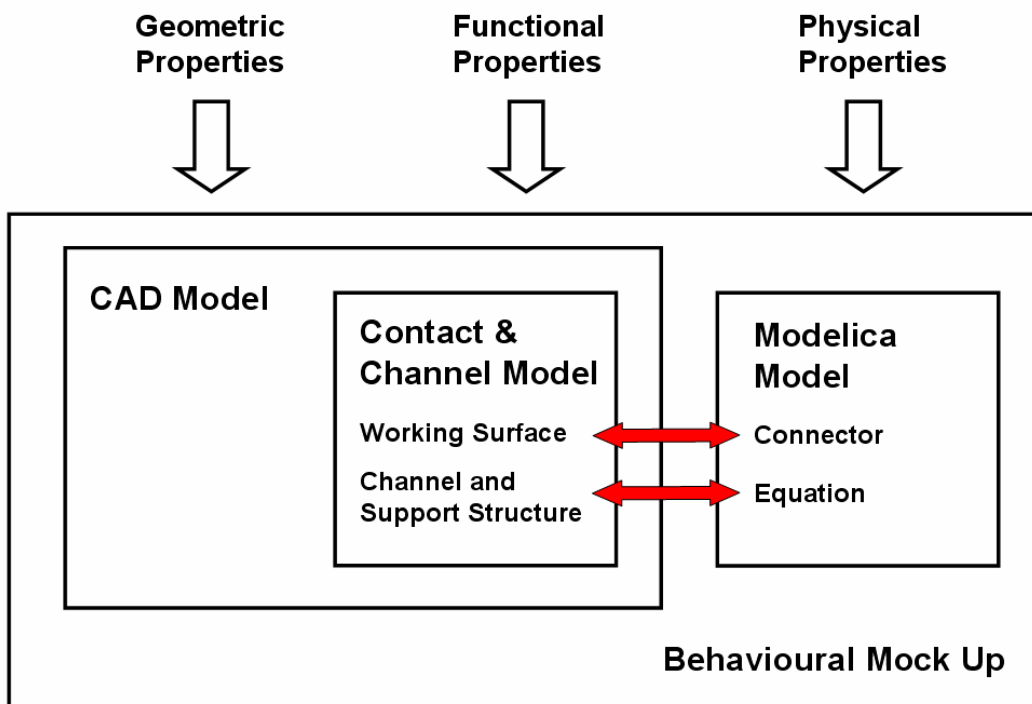 Geometric
Properties
Functional
Properties
Physical
Properties
CAD Model
Contact &
Channel Model
Working Surface
Channel and
Support Structure
Modelica
Model
Connector
Equation
Behavioural Mock Up